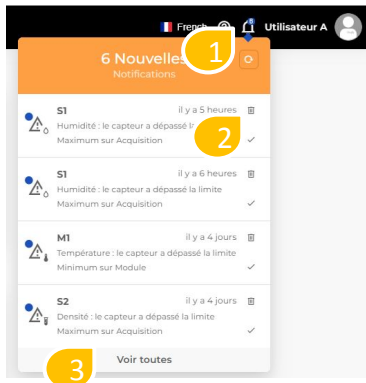 French Utilisateur A
1
6 Nouvelles
Notifications
S1 il y a 5 heures
2
Humidité : le capteur a dépassé
Maximum sur Acquisition
S1 il y a 6 heures
Humidité : le capteur a dépassé la limite
Maximum sur Acquisition
M1 il y a 4 jours
Température : le capteur a dépassé la limite
Minimum sur Module
S2 il y a 4 jours
Densité : le capteur a dépassé la limite
Maximum sur Acquisition
Voir toutes
3